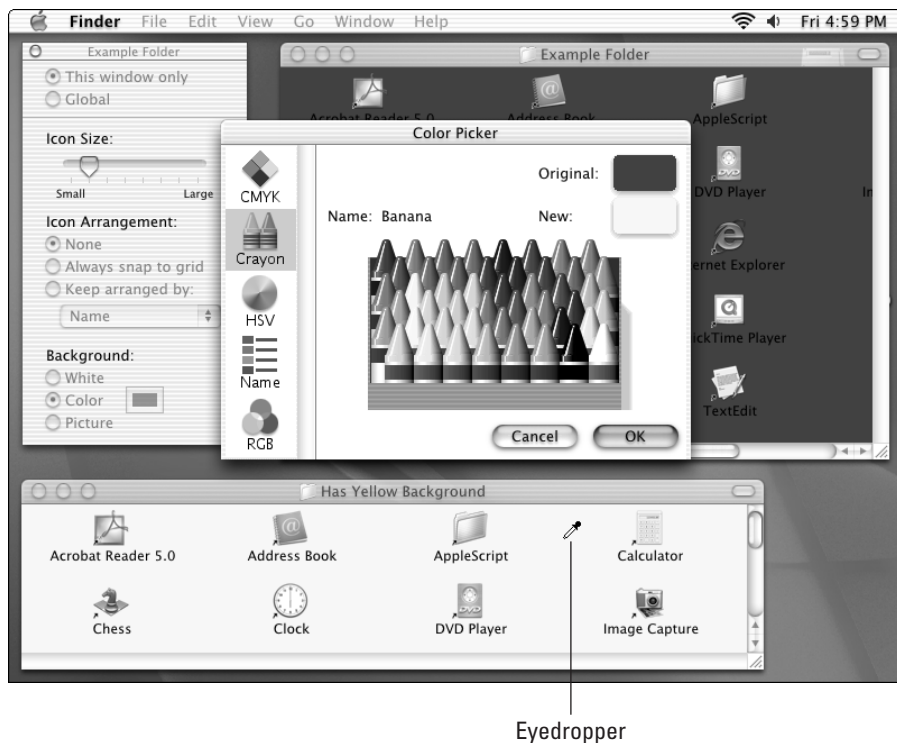 Finder File Edit View Go Window Help Fri 4:59 PM
Example Folder
This window only
Global
Icon Size:
Small Large
Icon Arrangement:
None
Always snap to grid
Keep arranged by:
Name
Background:
White
Color
Picture
Example Folder
Acrobat Reader 5.0 Address Book AppleScript
DVD Player In
ernet Explorer
ickTime Player
TextEdit
Color Picker
CMYK
Crayon
HSV
Name
RGB
Original:
Name: Banana New:
Cancel OK
Has Yellow Background
Acrobat Reader 5.0 Address Book AppleScript Calculator
Chess Clock DVD Player Image Capture
Eyedropper